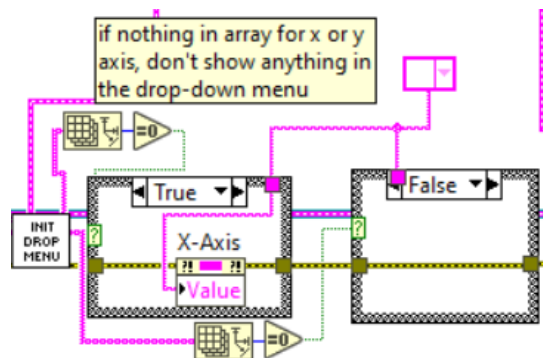 if nothing in array for x or y
axis, don't show anything in
the drop-down menu
=0
True
False
INIT
DROP
MENU
?
?
X-Axis
?! ?!
Value
=0